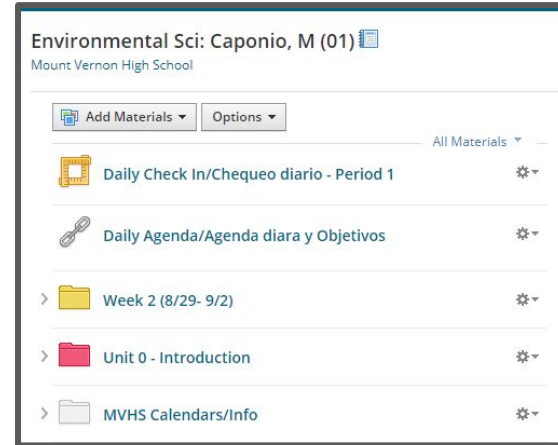 Environmental Sci: Caponio, M (01)
Mount Vernon High School
Add Materials Options
All Materials
Daily Check In/Chequeo diario - Period 1
Daily Agenda/Agenda diara y Objetivos
Week 2 (8/29- 9/2)
Unit 0 - Introduction
MVHS Calendars/Info